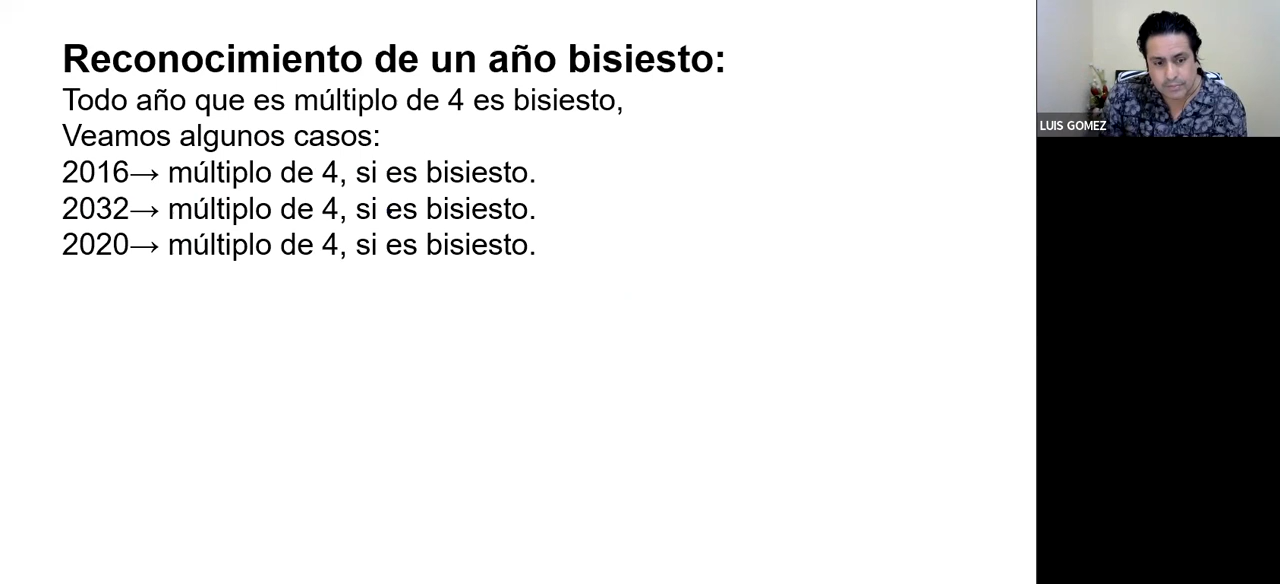 Reconocimiento de un año bisiesto:
Todo año que es múltiplo de 4 es bisiesto,
Veamos algunos casos:
2016→ múltiplo de 4, si es bisiesto.
2032→ múltiplo de 4, si es bisiesto.
2020→ múltiplo de 4, si es bisiesto.
LUIS GOMEZ